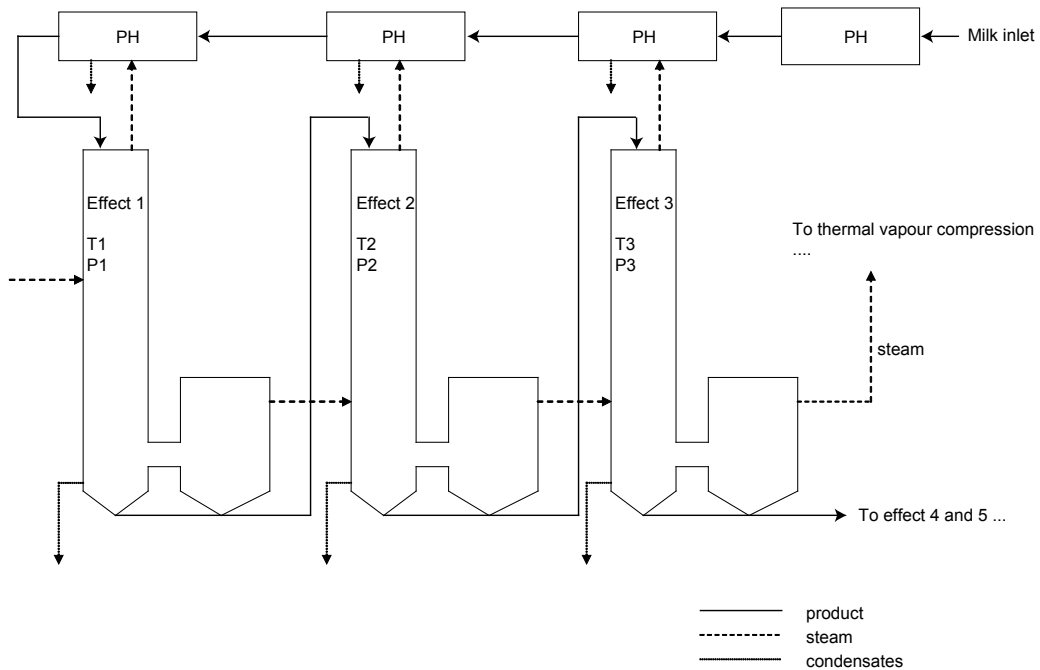 PH
PH
PH
PH
Milk inlet
Effect 1
T1
P1
Effect 2
T2
P2
Effect 3
T3
P3
To thermal vapour compression
....
steam
To effect 4 and 5 ...
product
steam
condensates